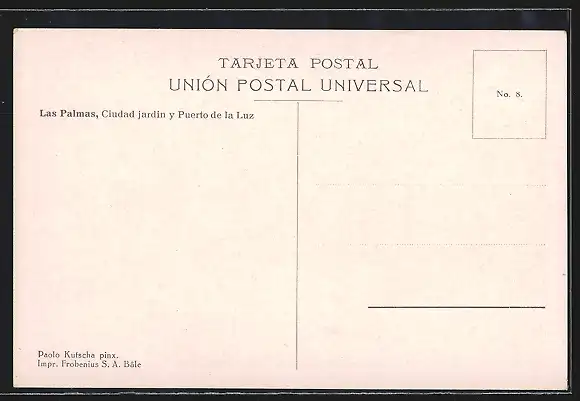 TARJETA POSTAL
UNIÓN POSTAL UNIVERSAL
No. 8.
Las Palmas, Ciudad jardin y Puerto de la Luz
Paolo Kutscha pinx.
Impr. Frobenius S. A. Bâle